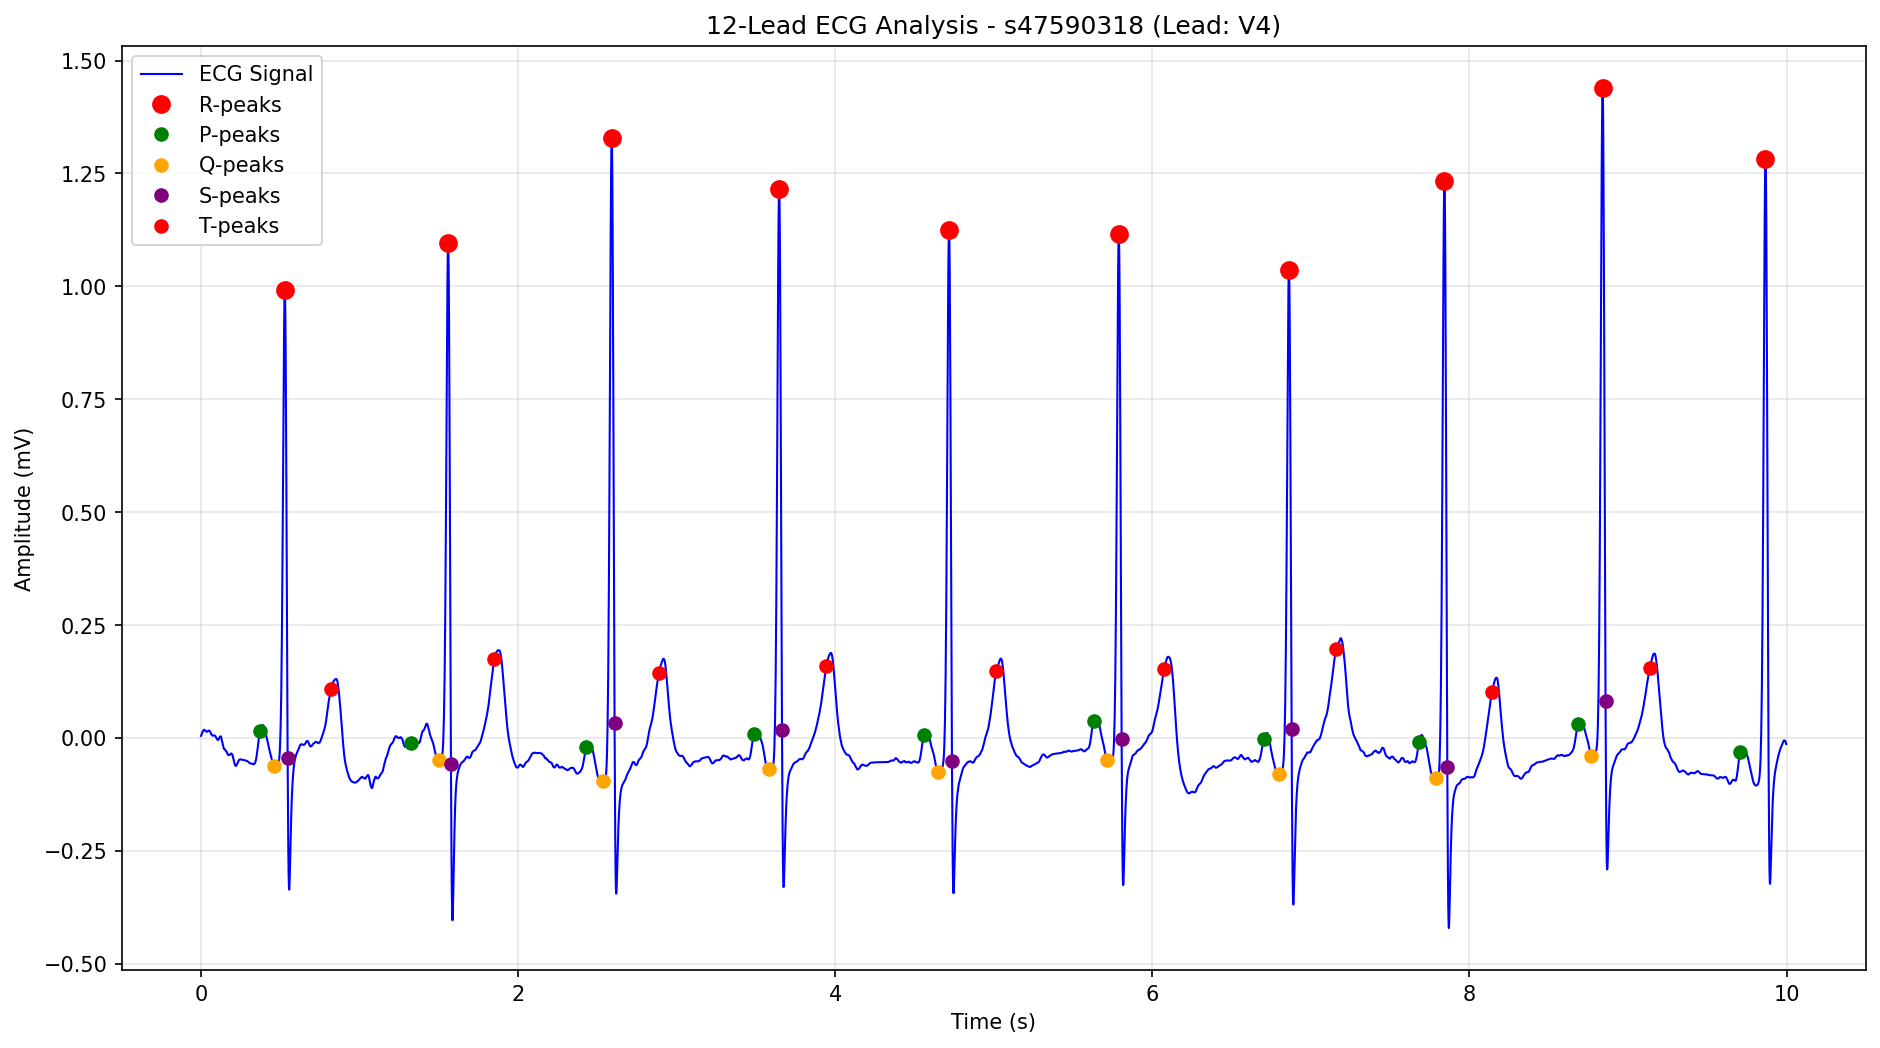 12-Lead ECG Analysis - s47590318 (Lead: V4)
ECG Signal
R-peaks
P-peaks
Q-peaks
S-peaks
T-peaks
Amplitude (mV)
1.50
1.25
1.00
0.75
0.50
0.25
0.00
−0.25
−0.50
0 2 4 6 8 10
Time (s)